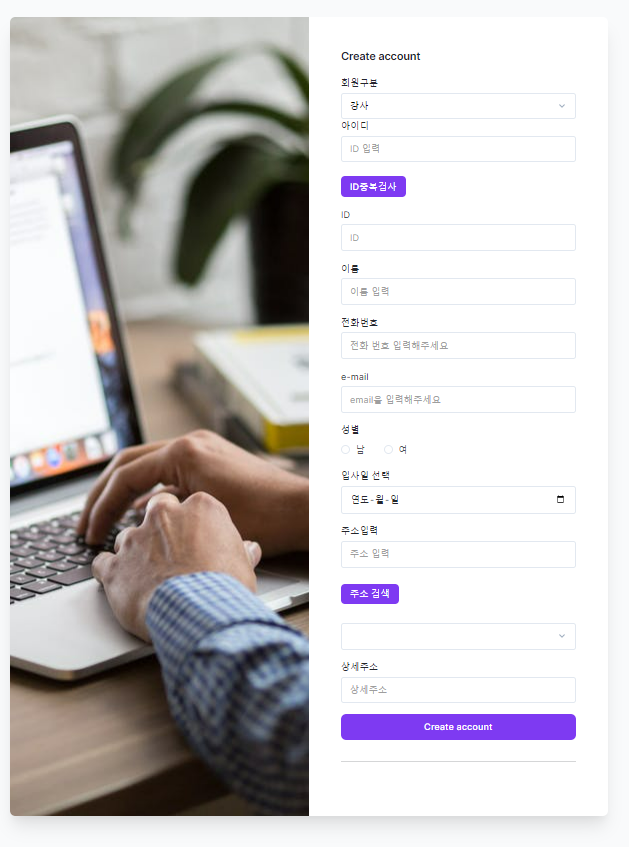 Create account
회원구분
강사
아이디
ID 입력
ID중복검사
ID
ID
이름
이름 입력
전화번호
전화 번호 입력해주세요
e-mail
email을 입력해주세요
성별
남 여
입사일 선택
연도-월-일
주소입력
주소 입력
주소 검색
상세주소
상세주소
Create account